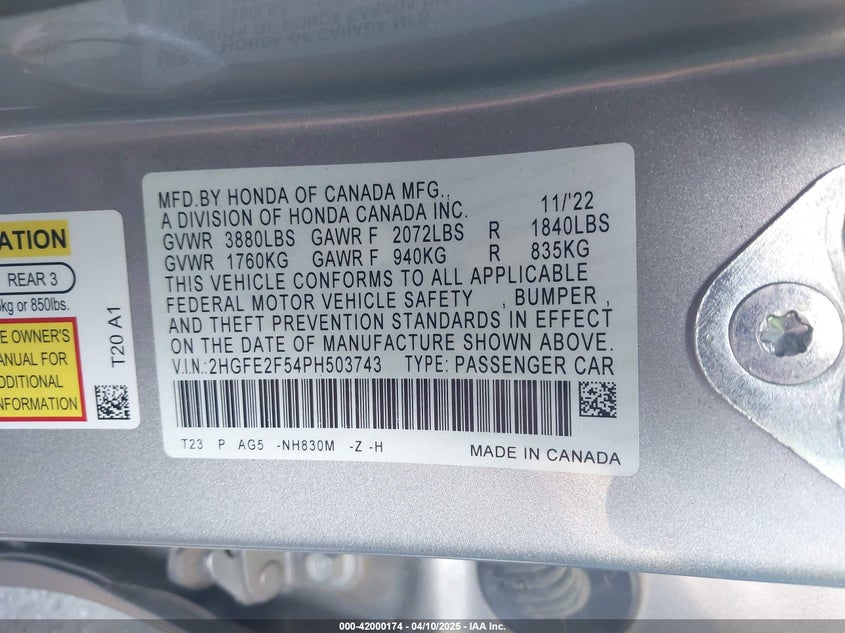 MFD.BY HONDA OF CANADA MFG.,
A DIVISION OF HONDA CANADA INC. 11/'22
GVWR 3880LBS GAWR F 2072LBS R 1840LBS
GVWR 1760KG GAWR F 940KG R 835KG
THIS VEHICLE CONFORMS TO ALL APPLICABLE
FEDERAL MOTOR VEHICLE SAFETY , BUMPER ,
AND THEFT PREVENTION STANDARDS IN EFFECT
ON THE DATE OF MANUFACTURE SHOWN ABOVE.
V.I.N:2HGFE2F54PH503743 TYPE: PASSENGER CAR
T23 P AG5 -NH830M -Z -H
MADE IN CANADA
ATION
REAR 3
kg or 850lbs.
E OWNER'S
ANUAL FOR
DDITIONAL
NFORMATION
T20 A1
000-42000174 - 04/10/2025 - IAA Inc.